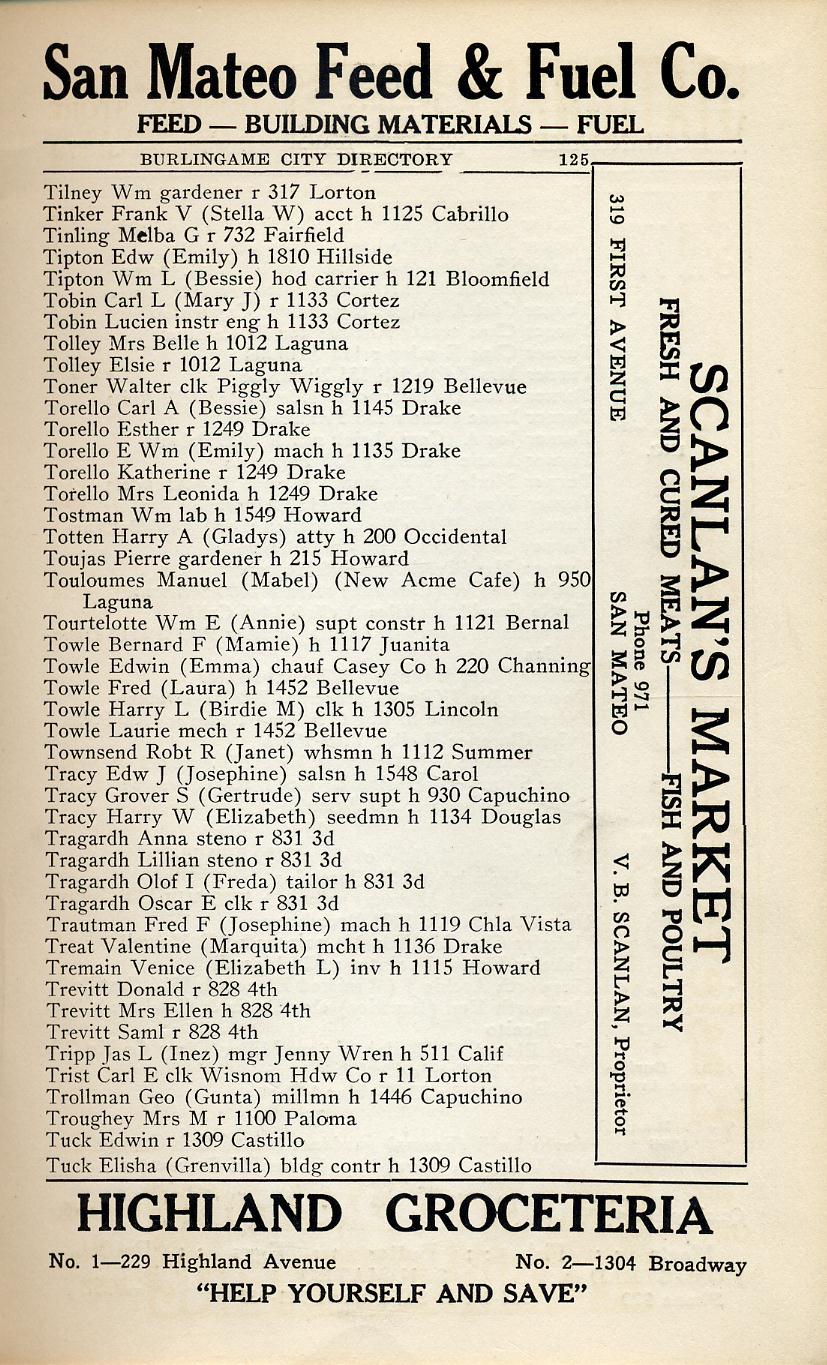 San Mateo Feed & Fuel Co.
FEED — BUILDING MATERIALS — FUEL
BURLINGAME CITY DIRECTORY 125
Tilney Wm gardener r 317 Lorton
Tinker Frank V (Stella W) acct h 1125 Cabrillo
Tinling Melba G r 732 Fairfield
Tipton Edw (Emily) h 1810 Hillside
Tipton Wm L (Bessie) hod carrier h 121 Bloomfield
Tobin Carl L (Mary J) r 1133 Cortez
Tobin Lucien instr eng h 1133 Cortez
Tolley Mrs Belle h 1012 Laguna
Tolley Elsie r 1012 Laguna
Toner Walter clk Piggly Wiggly r 1219 Bellevue
Torello Carl A (Bessie) salsn h 1145 Drake
Torello Esther r 1249 Drake
Torello E Wm (Emily) mach h 1135 Drake
Torello Katherine r 1249 Drake
Torello Mrs Leonida h 1249 Drake
Tostman Wm lab h 1549 Howard
Totten Harry A (Gladys) atty h 200 Occidental
Toujas Pierre gardener h 215 Howard
Touloumes Manuel (Mabel) (New Acme Cafe) h 950
Laguna
Tourtelotte Wm E (Annie) supt constr h 1121 Bernal
Towle Bernard F (Mamie) h 1117 Juanita
Towle Edwin (Emma) chauf Casey Co h 220 Channing
Towle Fred (Laura) h 1452 Bellevue
Towle Harry L (Birdie M) clk h 1305 Lincoln
Towle Laurie mech r 1452 Bellevue
Townsend Robt R (Janet) whsmn h 1112 Summer
Tracy Edw J (Josephine) salsn h 1548 Carol
Tracy Grover S (Gertrude) serv supt h 930 Capuchino
Tracy Harry W (Elizabeth) seedmn h 1134 Douglas
Tragardh Anna steno r 831 3d
Tragardh Lillian steno r 831 3d
Tragardh Olof I (Freda) tailor h 831 3d
Tragardh Oscar E clk r 831 3d
Trautman Fred F (Josephine) mach h 1119 Chla Vista
Treat Valentine (Marquita) mcht h 1136 Drake
Tremain Venice (Elizabeth L) inv h 1115 Howard
Trevitt Donald r 828 4th
Trevitt Mrs Ellen h 828 4th
Trevitt Saml r 828 4th
Tripp Jas L (Inez) mgr Jenny Wren h 511 Calif
Trist Carl E clk Wisnom Hdw Co r 11 Lorton
Trollman Geo (Gunta) millmn h 1446 Capuchino
Troughey Mrs M r 1100 Paloma
Tuck Edwin r 1309 Castillo
Tuck Elisha (Grenvilla) bldg contr h 1309 Castillo
SCANLAN'S MARKET
FRESH AND CURED MEATS——FISH AND POULTRY
Phone 971
319 FIRST AVENUE SAN MATEO V. B. SCANLAN, Proprietor
HIGHLAND GROCETERIA
No. 1—229 Highland Avenue No. 2—1304 Broadway
"HELP YOURSELF AND SAVE"